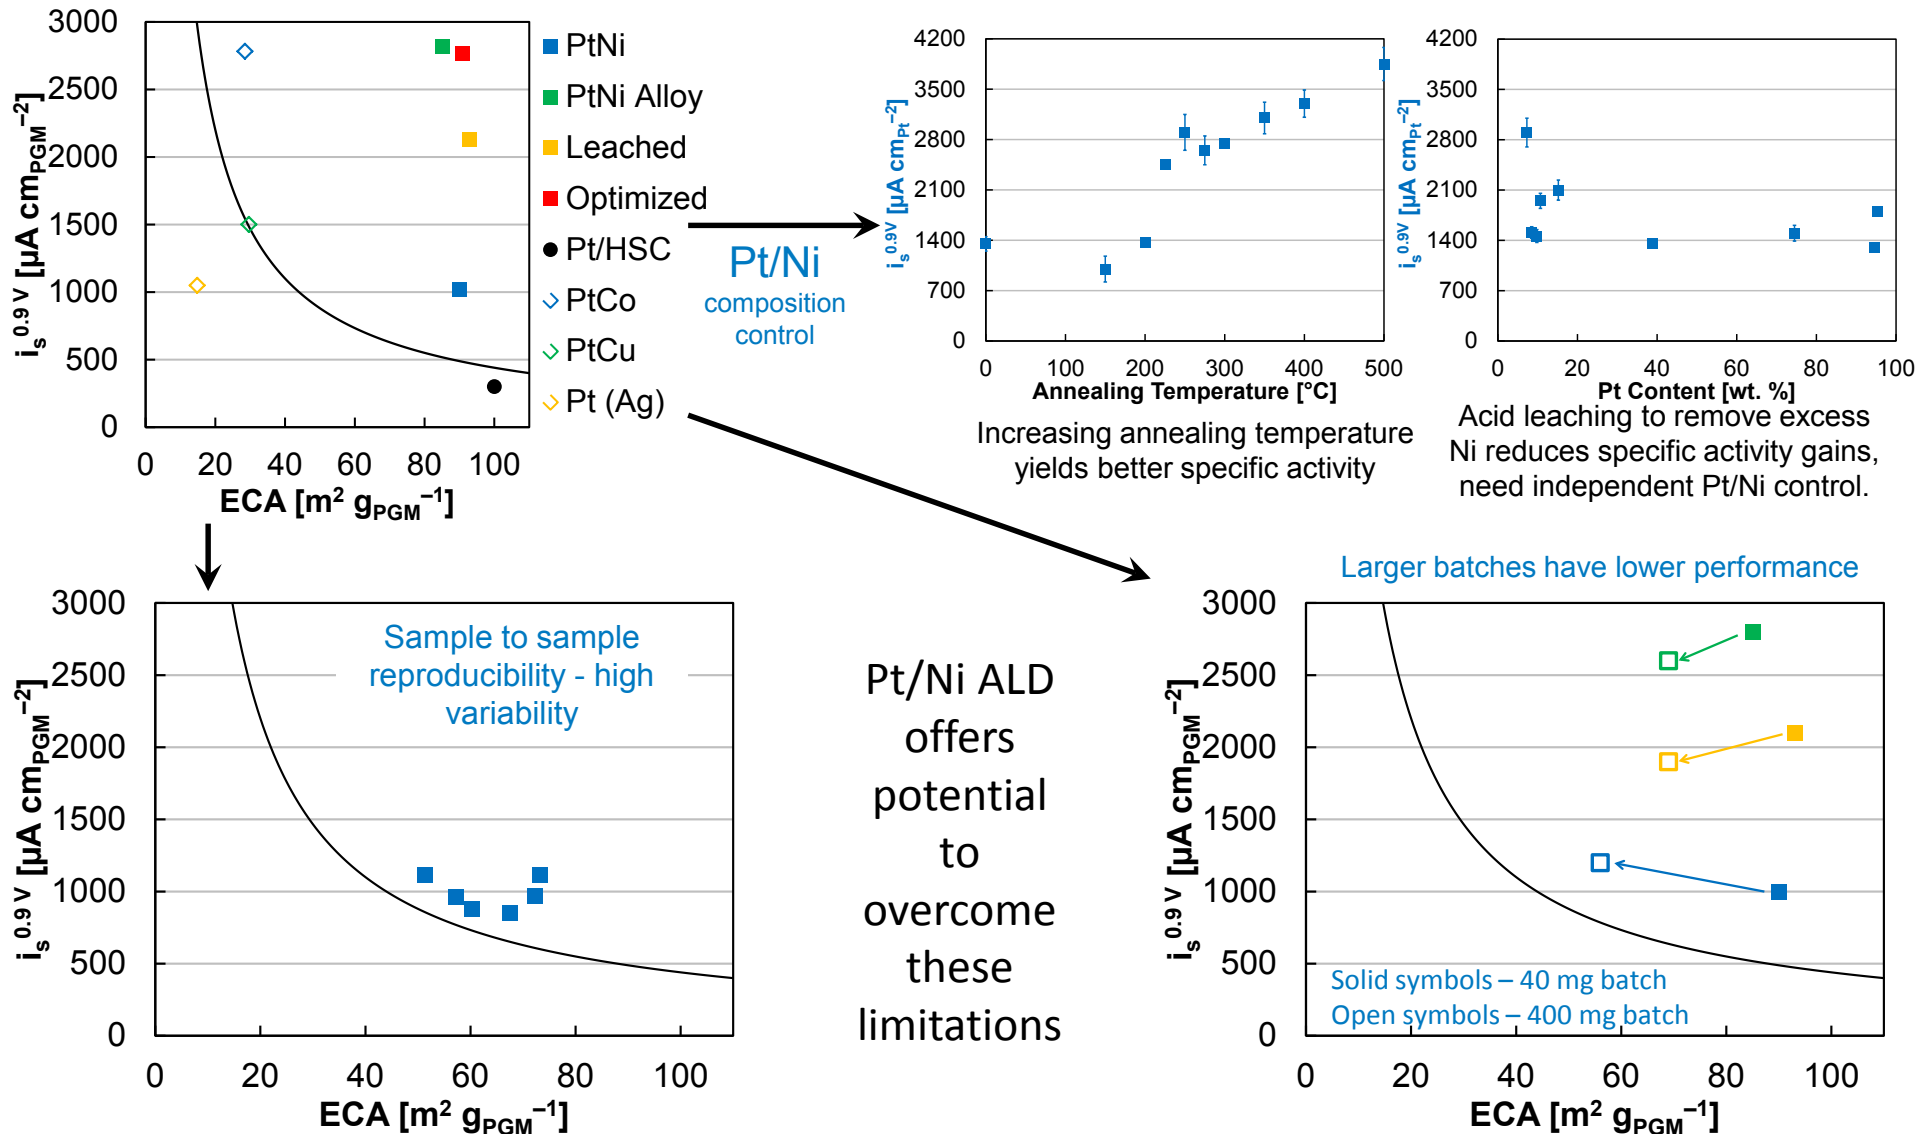 3000
2500
2000
1500
1000
500
0
0 20 40 60 80 100
i_s^0.9 V [µA cm_PGM^−2]
ECA [m² g_PGM^−1]
PtNi
PtNi Alloy
Leached
Optimized
Pt/HSC
PtCo
PtCu
Pt (Ag)
Pt/Ni
composition
control
4200
3500
2800
2100
1400
700
0
0 100 200 300 400 500
i_s^0.9V [µA cm_Pt^−2]
Annealing Temperature [°C]
Increasing annealing temperature
yields better specific activity
4200
3500
2800
2100
1400
700
0
0 20 40 60 80 100
i_s^0.9V [µA cm_Pt^−2]
Pt Content [wt. %]
Acid leaching to remove excess
Ni reduces specific activity gains,
need independent Pt/Ni control.
3000
2500
2000
1500
1000
500
0
0 20 40 60 80 100
i_s^0.9 V [µA cm_PGM^−2]
ECA [m² g_PGM^−1]
Sample to sample
reproducibility - high
variability
Pt/Ni ALD
offers
potential
to
overcome
these
limitations
Larger batches have lower performance
3000
2500
2000
1500
1000
500
0
0 20 40 60 80 100
i_s^0.9 V [µA cm_PGM^−2]
ECA [m² g_PGM^−1]
Solid symbols – 40 mg batch
Open symbols – 400 mg batch